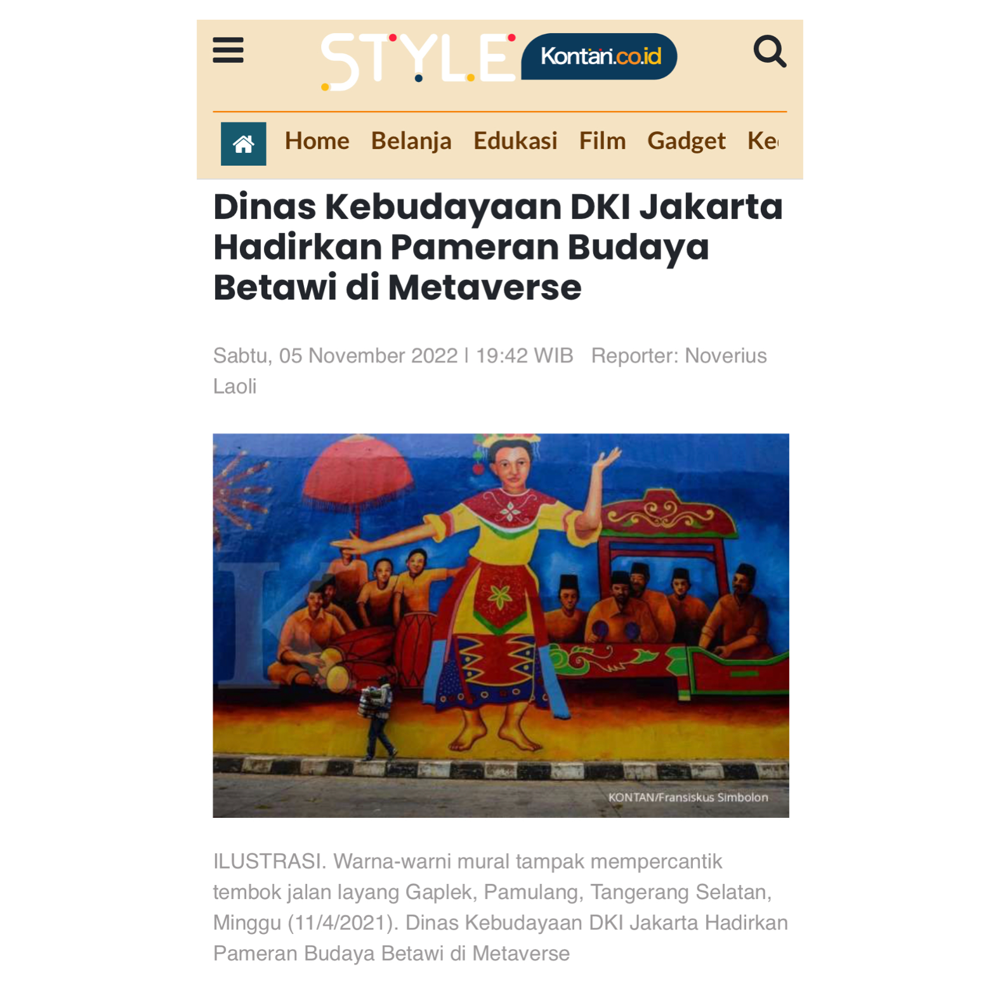 STYLE Kontan.co.id
Home Belanja Edukasi Film Gadget
Dinas Kebudayaan DKI Jakarta
Hadirkan Pameran Budaya
Betawi di Metaverse
Sabtu, 05 November 2022 | 19:42 WIB Reporter: Noverius
Laoli
KONTAN/Fransiskus Simbolon
ILUSTRASI. Warna-warni mural tampak mempercantik
tembok jalan layang Gaplek, Pamulang, Tangerang Selatan,
Minggu (11/4/2021). Dinas Kebudayaan DKI Jakarta Hadirkan
Pameran Budaya Betawi di Metaverse